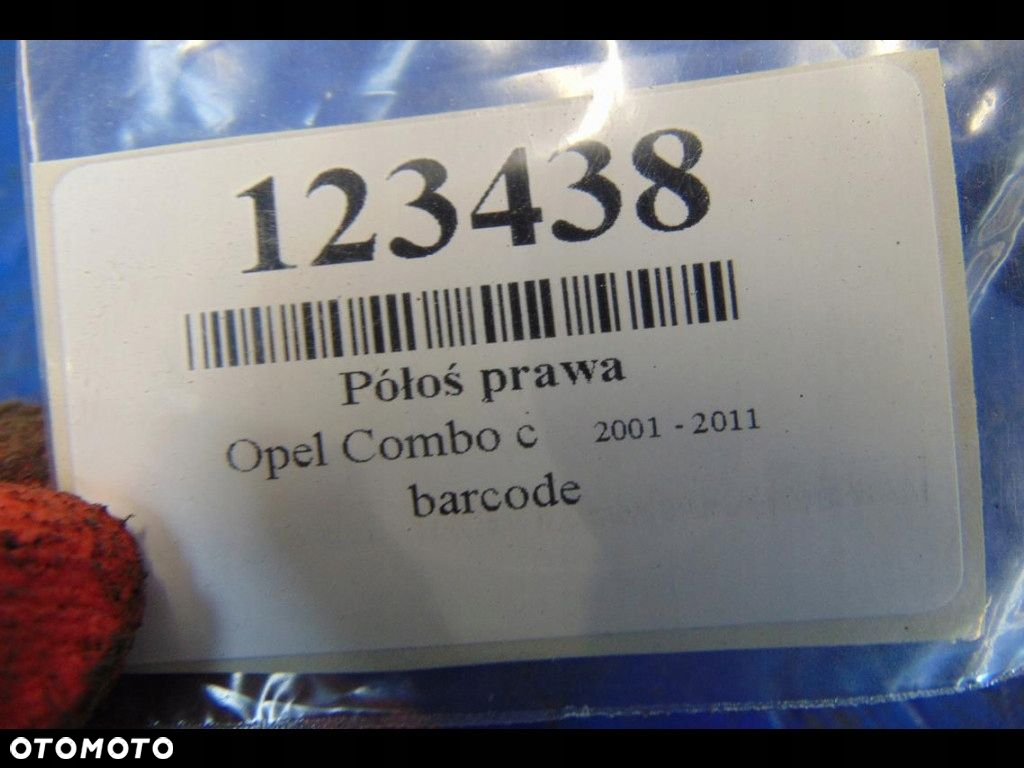 123438
Półoś prawa
Opel Combo c 2001 - 2011
barcode
OTOMOTO